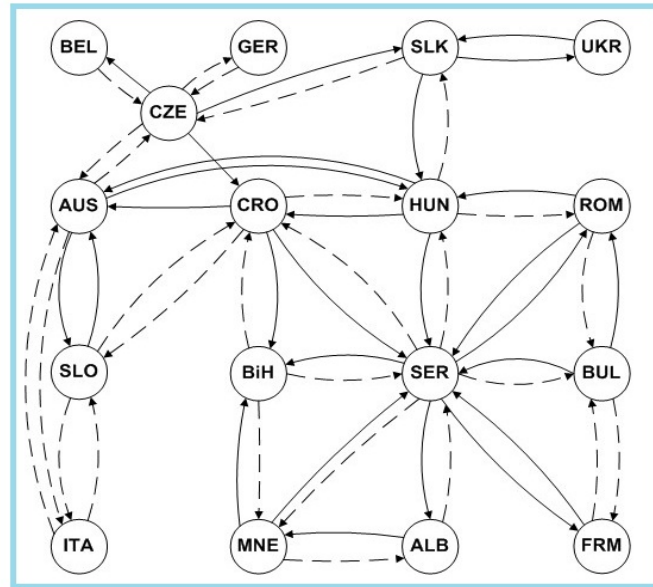 BEL GER SLK UKR
CZE
AUS CRO HUN ROM
SLO BiH SER BUL
ITA MNE ALB FRM